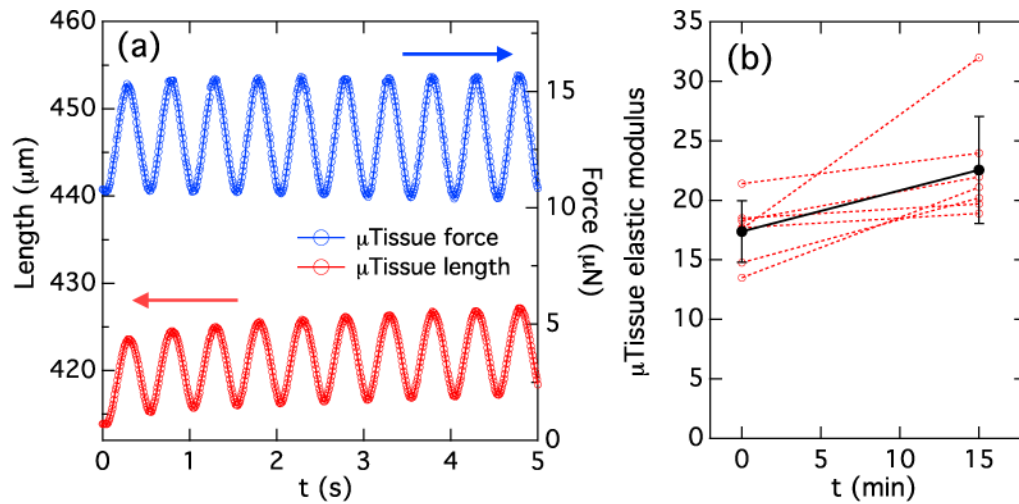 (a)
460
450
440
430
420
Length (μm)
0 1 2 3 4 5
t (s)
15
10
5
0
Force (μN)
μTissue force
μTissue length
(b)
35
30
25
20
15
10
5
0
μTissue elastic modulus
0 5 10 15
t (min)